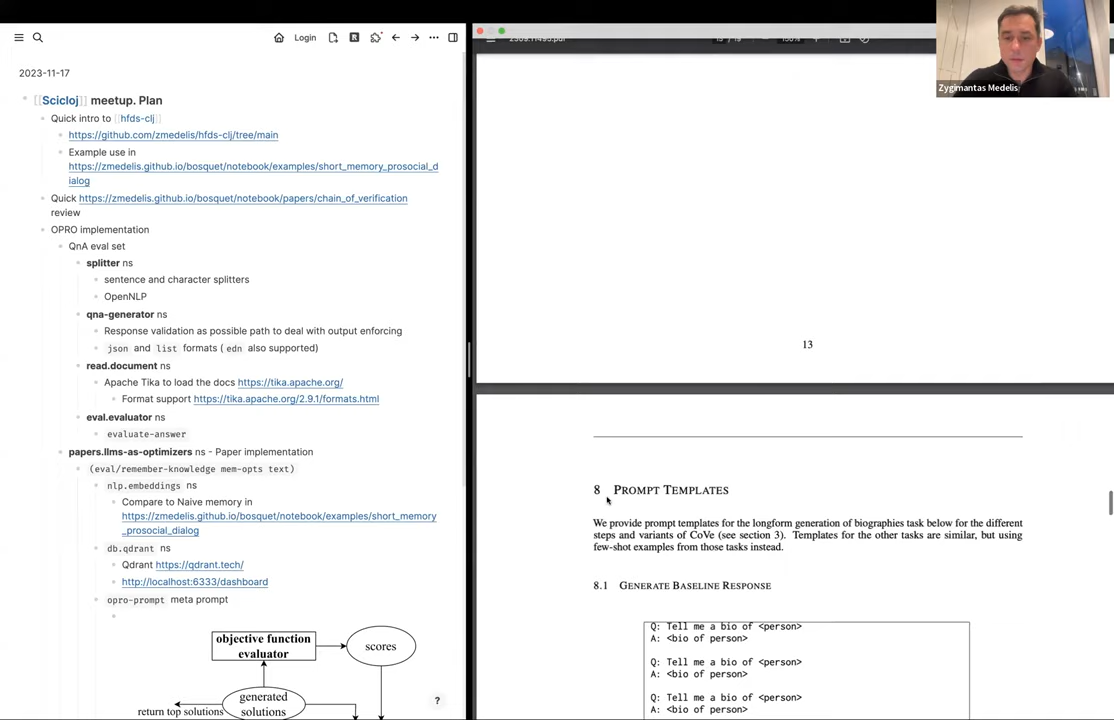 Login
2023-11-17
[[Scicloj]] meetup. Plan
Quick intro to [[hfds-clj]]
https://github.com/zmedelis/hfds-clj/tree/main
Example use in
https://zmedelis.github.io/bosquet/notebook/examples/short_memory_prosocial_d
ialog
Quick https://zmedelis.github.io/bosquet/notebook/papers/chain_of_verification
review
OPRO implementation
QnA eval set
splitter ns
sentence and character splitters
OpenNLP
qna-generator ns
Response validation as possible path to deal with output enforcing
json and list formats ( edn also supported)
read.document ns
Apache Tika to load the docs https://tika.apache.org/
Format support https://tika.apache.org/2.9.1/formats.html
eval.evaluator ns
evaluate-answer
papers.llms-as-optimizers ns - Paper implementation
(eval/remember-knowledge mem-opts text)
nlp.embeddings ns
Compare to Naive memory in
https://zmedelis.github.io/bosquet/notebook/examples/short_memory
_prosocial_dialog
db.qdrant ns
Qdrant https://qdrant.tech/
http://localhost:6333/dashboard
opro-prompt meta prompt
objective function
evaluator
scores
generated
solutions
return top solutions
?
Zygimantas Medelis
13
8 PROMPT TEMPLATES
We provide prompt templates for the longform generation of biographies task below for the different
steps and variants of CoVe (see section 3). Templates for the other tasks are similar, but using
few-shot examples from those tasks instead.
8.1 GENERATE BASELINE RESPONSE
Q: Tell me a bio of <person>
A: <bio of person>
Q: Tell me a bio of <person>
A: <bio of person>
Q: Tell me a bio of <person>
A: <bio of person>